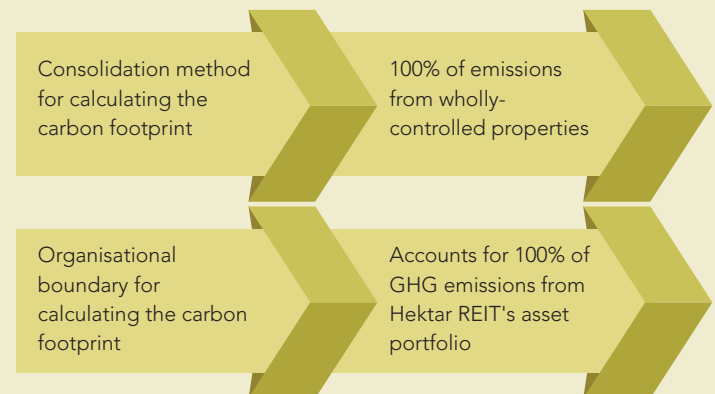 Consolidation method
for calculating the
carbon footprint
100% of emissions
from wholly-
controlled properties
Organisational
boundary for
calculating the carbon
footprint
Accounts for 100% of
GHG emissions from
Hektar REIT's asset
portfolio